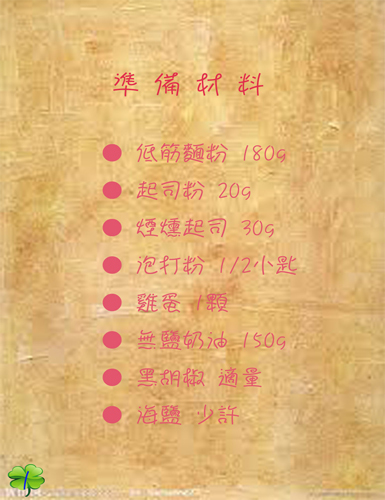 準備材料
● 低筋麵粉 180g
● 起司粉 20g
● 煙燻起司 30g
● 泡打粉 1/2小匙
● 雞蛋 1顆
● 無鹽奶油 150g
● 黑胡椒 適量
● 海鹽 少許